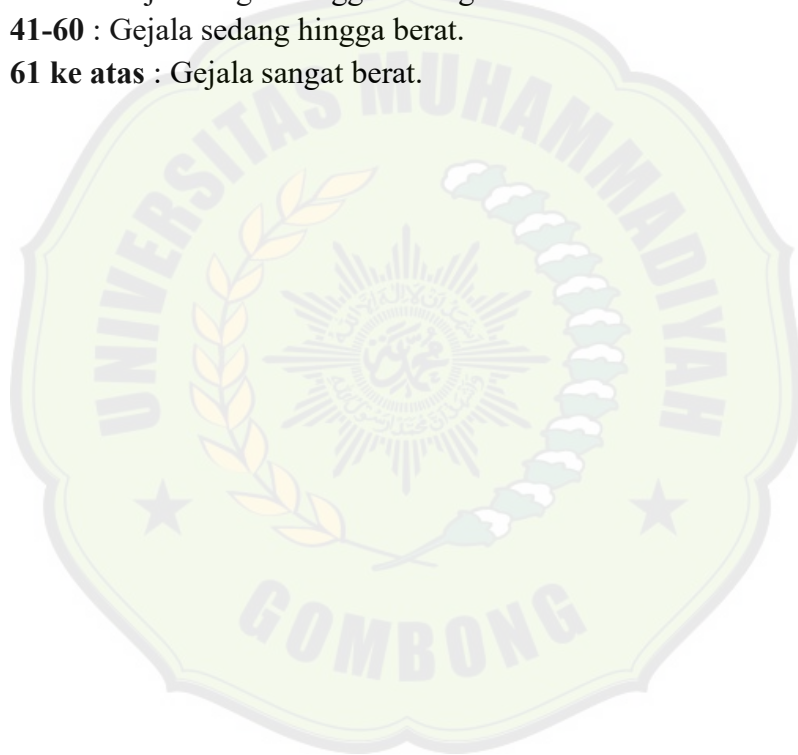 41-60 : Gejala sedang hingga berat.
61 ke atas : Gejala sangat berat.
UNIVERSITAS MUHAMMADIYAH
GOMBONG